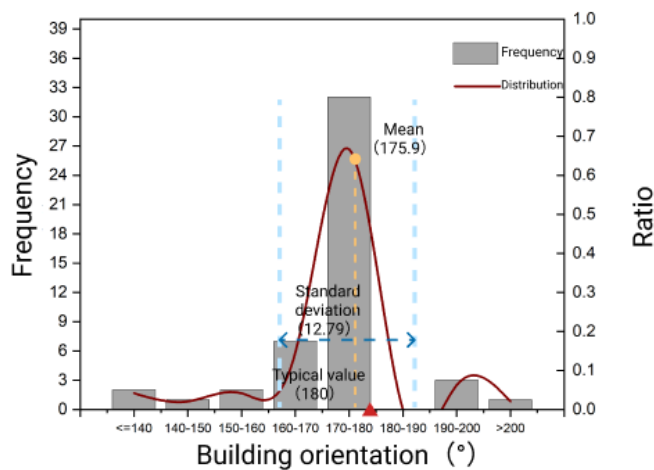 39
36
33
30
27
24
21
18
15
12
9
6
3
0
Frequency
1.0
0.9
0.8
0.7
0.6
0.5
0.4
0.3
0.2
0.1
0.0
Ratio
Frequency
Distribution
Mean
(175.9)
Standard
deviation
(12.79)
Typical value
(180)
<=140 140-150 150-160 160-170 170-180 180-190 190-200 >200
Building orientation (°)